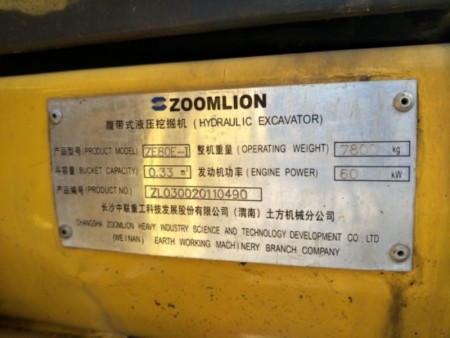 ZOOMLION
履带式液压挖掘机 (HYDRAULIC EXCAVATOR)
产品型号(PRODUCT MODEL) ZE80E-1 整机重量(OPERATING WEIGHT) 7800 kg
斗容量(BUCKET CAPACITY) 0.33 m³ 发动机功率(ENGINE POWER) 60 kW
产品编号(PRODUCT NO) ZL030020110490
长沙中联重工科技发展股份有限公司(渭南)土方机械分公司
CHANGSHA ZOOMLION HEAVY INDUSTRY SCIENCE AND TECHNOLOGY DEVELOPMENT CO., LTD
(WEINAN) EARTH WORKING MACHINERY BRANCH COMPANY